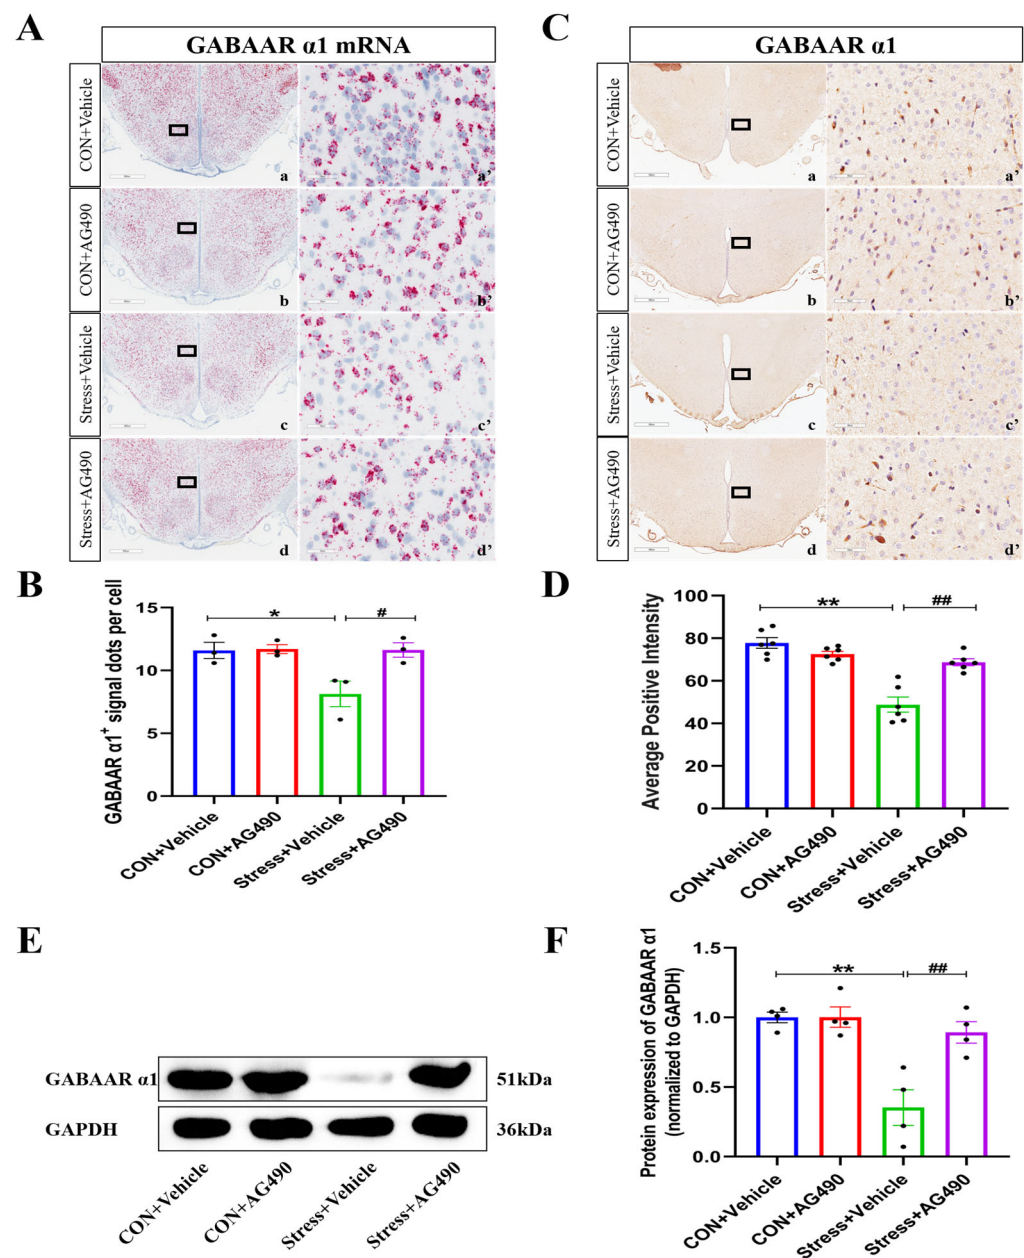 A
GABAAR α1 mRNA
CON+Vehicle
a
a'
CON+AG490
b
b'
Stress+Vehicle
c
c'
Stress+AG490
d
d'
C
GABAAR α1
CON+Vehicle
a
a'
CON+AG490
b
b'
Stress+Vehicle
c
c'
Stress+AG490
d
d'
B
GABAAR α1+ signal dots per cell
15
10
5
0
*
#
CON+Vehicle
CON+AG490
Stress+Vehicle
Stress+AG490
D
Average Positive Intensity
100
80
60
40
20
0
**
##
CON+Vehicle
CON+AG490
Stress+Vehicle
Stress+AG490
E
GABAAR α1
51kDa
GAPDH
36kDa
CON+Vehicle
CON+AG490
Stress+Vehicle
Stress+AG490
F
Protein expression of GABAAR α1
(normalized to GAPDH)
1.5
1.0
0.5
0.0
**
##
CON+Vehicle
CON+AG490
Stress+Vehicle
Stress+AG490